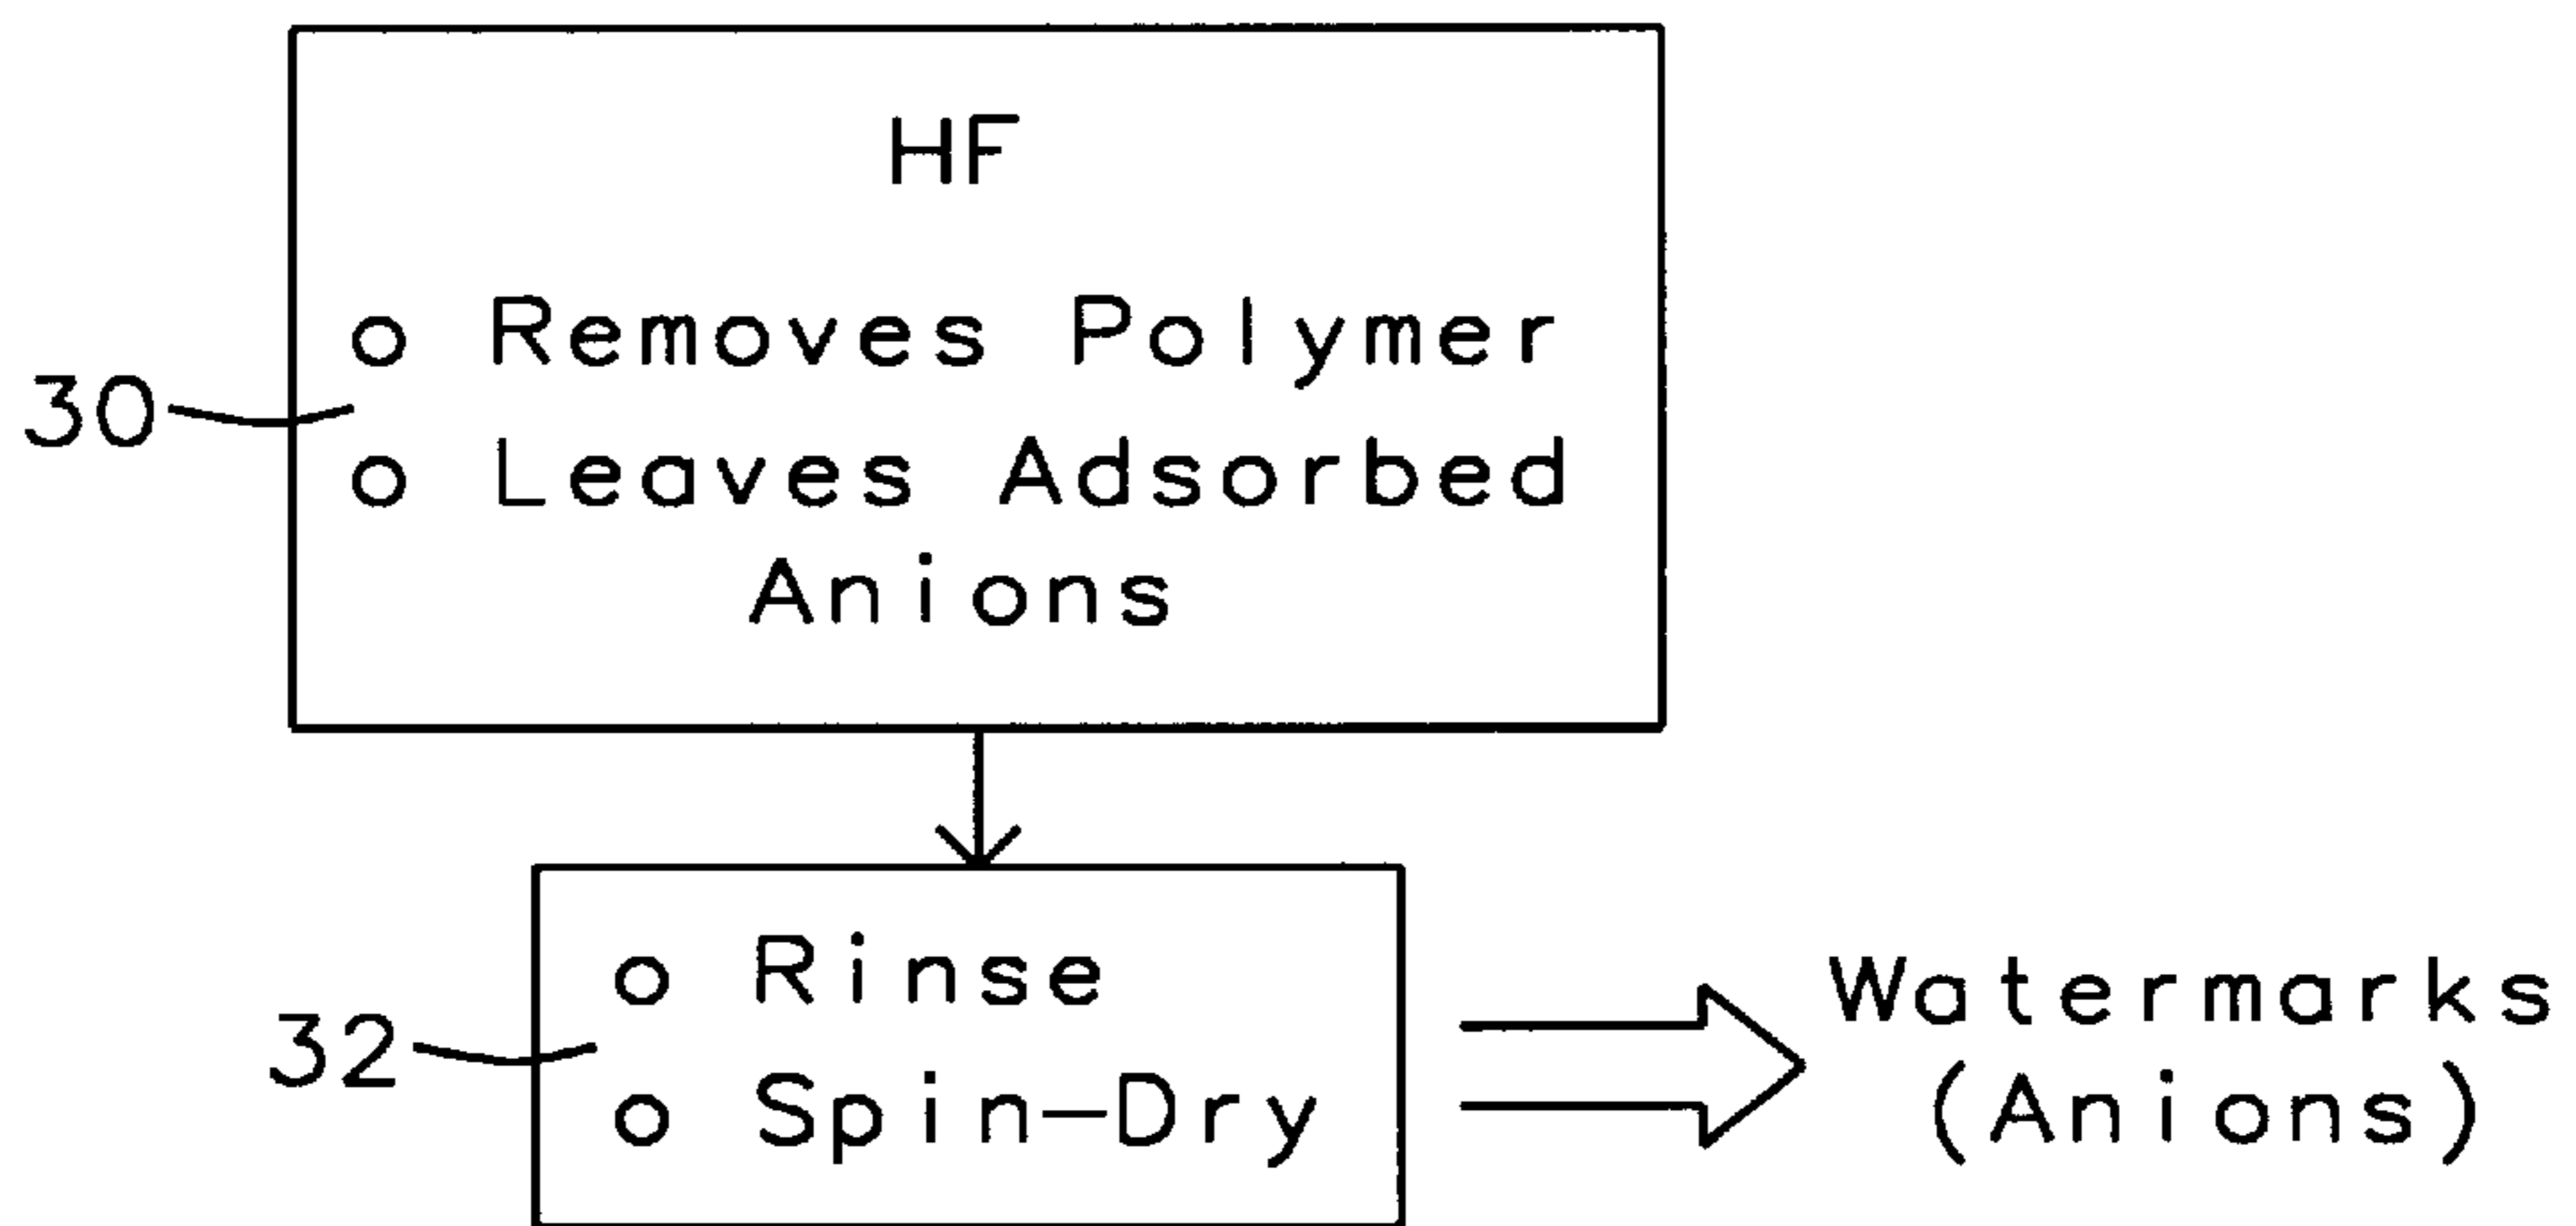 HF
o Removes Polymer
30
o Leaves Adsorbed
Anions
o Rinse
32
o Spin-Dry
Watermarks
(Anions)